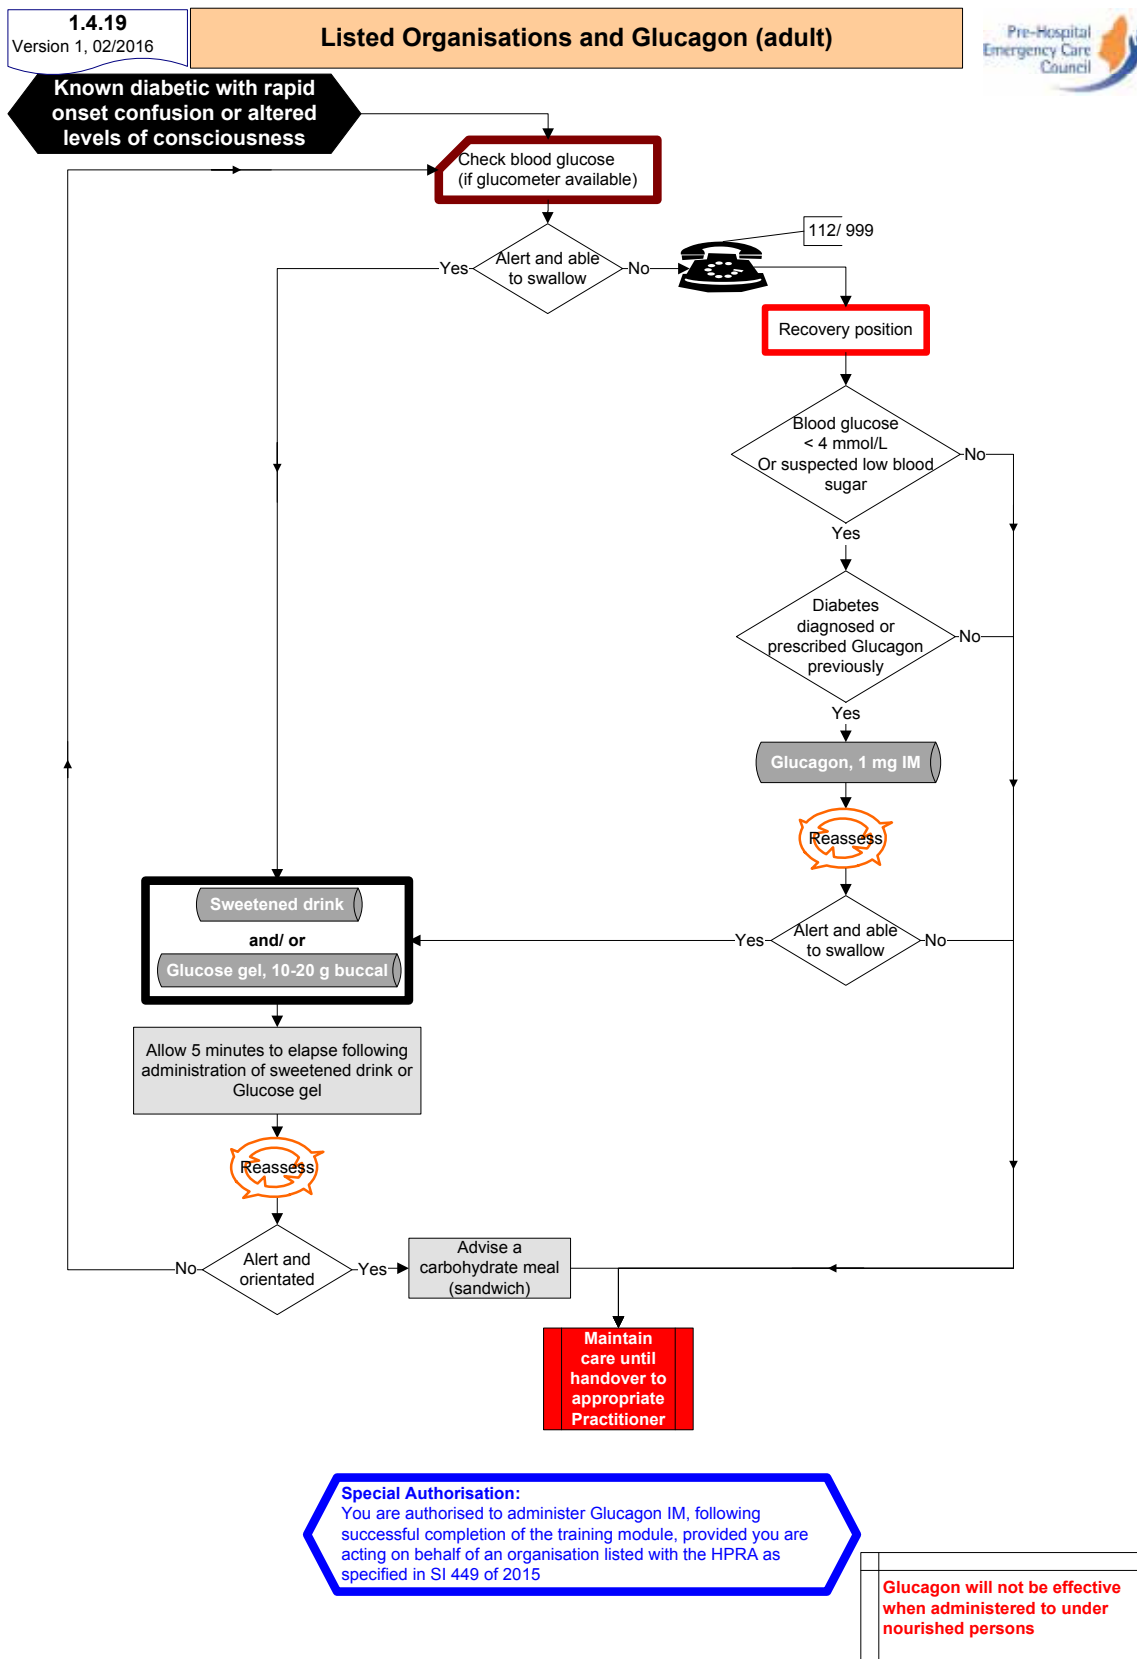 1.4.19
Version 1, 02/2016
Listed Organisations and Glucagon (adult)
Pre-Hospital
Emergency Care
Council
Known diabetic with rapid
onset confusion or altered
levels of consciousness
Check blood glucose
(if glucometer available)
112/ 999
Yes
Alert and able
to swallow
No
Recovery position
Blood glucose
< 4 mmol/L
Or suspected low blood
sugar
No
Yes
Diabetes
diagnosed or
prescribed Glucagon
previously
No
Yes
Glucagon, 1 mg IM
Reassess
Alert and able
to swallow
Yes
No
Sweetened drink
and/ or
Glucose gel, 10-20 g buccal
Allow 5 minutes to elapse following
administration of sweetened drink or
Glucose gel
Reassess
No
Alert and
orientated
Yes
Advise a
carbohydrate meal
(sandwich)
Maintain
care until
handover to
appropriate
Practitioner
Special Authorisation:
You are authorised to administer Glucagon IM, following
successful completion of the training module, provided you are
acting on behalf of an organisation listed with the HPRA as
specified in SI 449 of 2015
Glucagon will not be effective
when administered to under
nourished persons